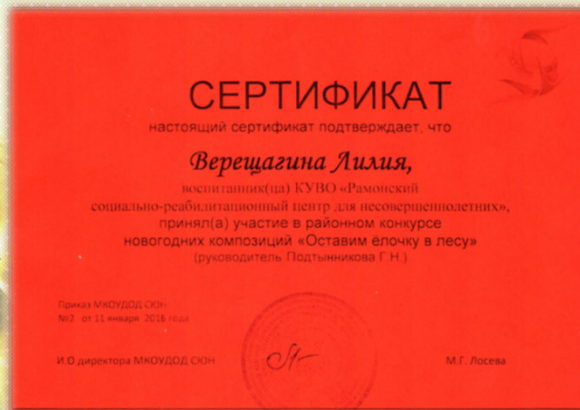 СЕРТИФИКАТ
настоящий сертификат подтверждает, что
Верещагина Лилия,
воспитанник(ца) КУВО «Рамонский
социально-реабилитационный центр для несовершеннолетних»,
принял(а) участие в районном конкурсе
новогодних композиций «Оставим ёлочку в лесу»
(руководитель Подтынникова Г.Н.)
Приказ МКОУДОД СЮН
№2 от 11 января 2016 года
И.О.директора МКОУДОД СЮН
М.Г. Лосева